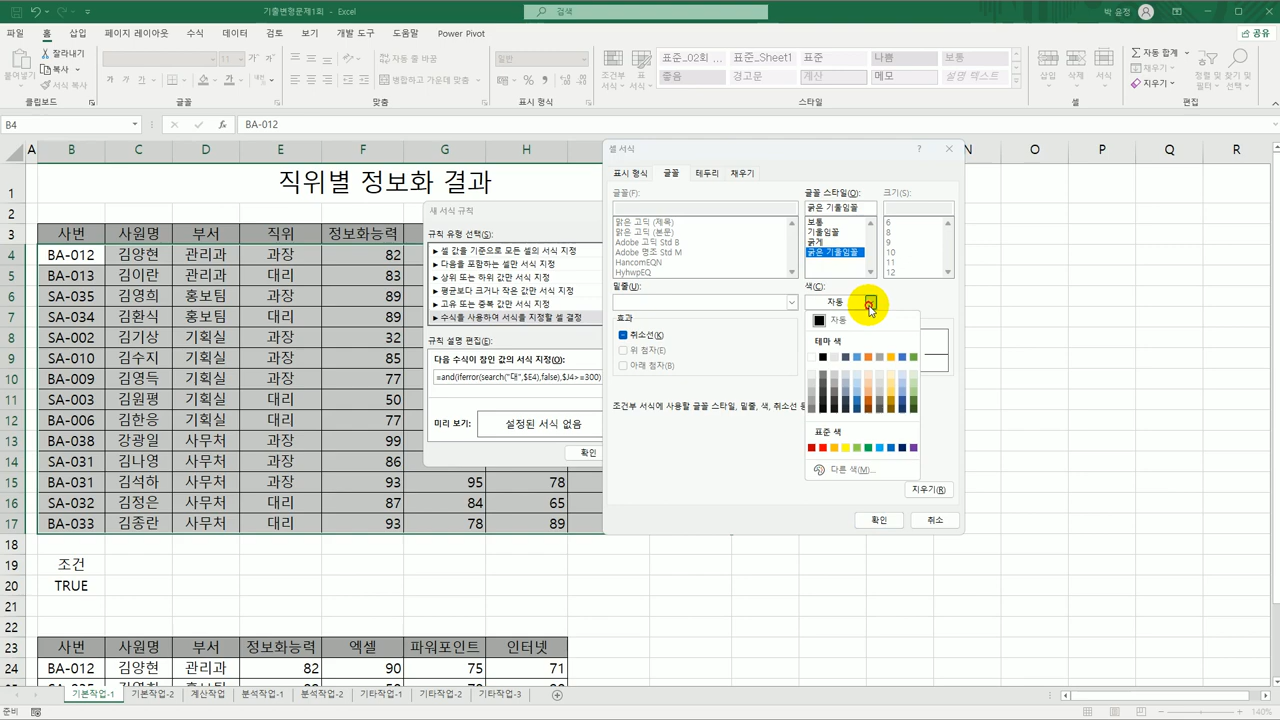 기출변형문제1회 - Excel
검색
박 윤정
파일 홈 삽입 페이지 레이아웃 수식 데이터 검토 보기 개발 도구 도움말 Power Pivot 공유
붙여넣기 잘라내기 복사 서식 복사
11 가 가 자동 줄 바꿈 일반
조건부 서식 표 서식
표준_02회 ... 표준_Sheet1 표준 나쁨 보통
좋음 경고문 계산 메모 설명 텍스트
삽입 삭제 서식
자동 합계 채우기 지우기 정렬 및 필터 찾기 및 선택
가 가 가 병합하고 가운데 맞춤
클립보드 글꼴 맞춤 표시 형식 스타일 셀 편집
B4 fx BA-012
A B C D E F G H N O P Q R
1 직위별 정보화 결과
2
3 사번 사원명 부서 직위 정보화능력
4 BA-012 김양현 관리과 과장 82
5 BA-013 김이란 관리과 대리 83
6 SA-035 김영희 홍보팀 과장 89
7 SA-034 홍보팀 대리 89
8 SA-002 김기상 기획실 과장 32
9 SA-010 김수지 기획실 과장 89
10 BA-009 김영득 기획실 과장 77
11 SA-003 김원평 기획실 과장 50
12 BA-006 김한응 기획실 대리 77
13 BA-038 강광일 사무처 과장 99
14 SA-031 김나영 사무처 과장 86
15 BA-031 김석하 사무처 과장 93 95 78
16 SA-032 김정은 사무처 대리 87 84 65
17 BA-033 김종란 사무처 대리 93 78 89
18
19 조건
20 TRUE
21
22
23 사번 사원명 부서 정보화능력 엑셀 파워포인트 인터넷
24 BA-012 김양현 관리과 82 90 75 71
새 서식 규칙
규칙 유형 선택(S):
► 셀 값을 기준으로 모든 셀의 서식 지정
► 다음을 포함하는 셀만 서식 지정
► 상위 또는 하위 값만 서식 지정
► 평균보다 크거나 작은 값만 서식 지정
► 고유 또는 중복 값만 서식 지정
► 수식을 사용하여 서식을 지정할 셀 결정
규칙 설명 편집(E):
다음 수식이 참인 값의 서식 지정(O):
=and(iferror(search("대",$E4),false),$J4>=300)
미리 보기: 설정된 서식 없음
확인
셀 서식 ?
표시 형식 글꼴 테두리 채우기
글꼴(F): 글꼴 스타일(O): 크기(S):
굵은 기울임꼴
맑은 고딕 (제목) 보통 6
맑은 고딕 (본문) 기울임꼴 8
Adobe 고딕 Std B 굵게 9
Adobe 명조 Std M 굵은 기울임꼴 10
HancomEQN 11
HyhwpEQ 12
밑줄(U): 색(C):
자동
효과
취소선(K)
위 첨자(E)
아래 첨자(B)
자동
테마 색
표준 색
다른 색(M)...
조건부 서식에 사용할 글꼴 스타일, 밑줄, 색, 취소선
지우기(R)
확인 취소
기본작업-1 기본작업-2 계산작업 분석작업-1 분석작업-2 기타작업-1 기타작업-2 기타작업-3
준비 140%